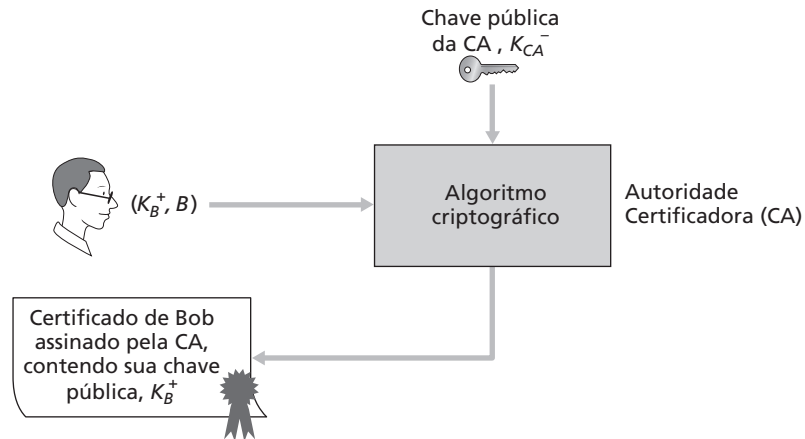 Chave pública
da CA , K_CA^−
(K_B^+, B)
Algoritmo
criptográfico
Autoridade
Certificadora (CA)
Certificado de Bob
assinado pela CA,
contendo sua chave
pública, K_B^+